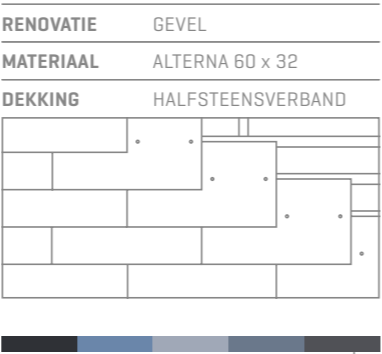 RENOVATIE GEVEL
MATERIAAL ALTERNA 60 x 32
DEKKING HALFSTEENSVERBAND